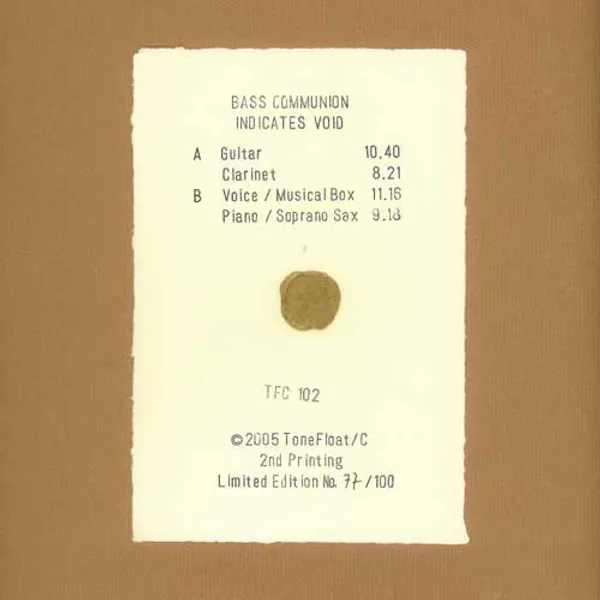 BASS COMMUNION
INDICATES VOID
A Guitar 10.40
Clarinet 8.21
B Voice / Musical Box 11.16
Piano / Soprano Sax 9.18
TFC 102
©2005 ToneFloat/C
2nd Printing
Limited Edition No. 77/100